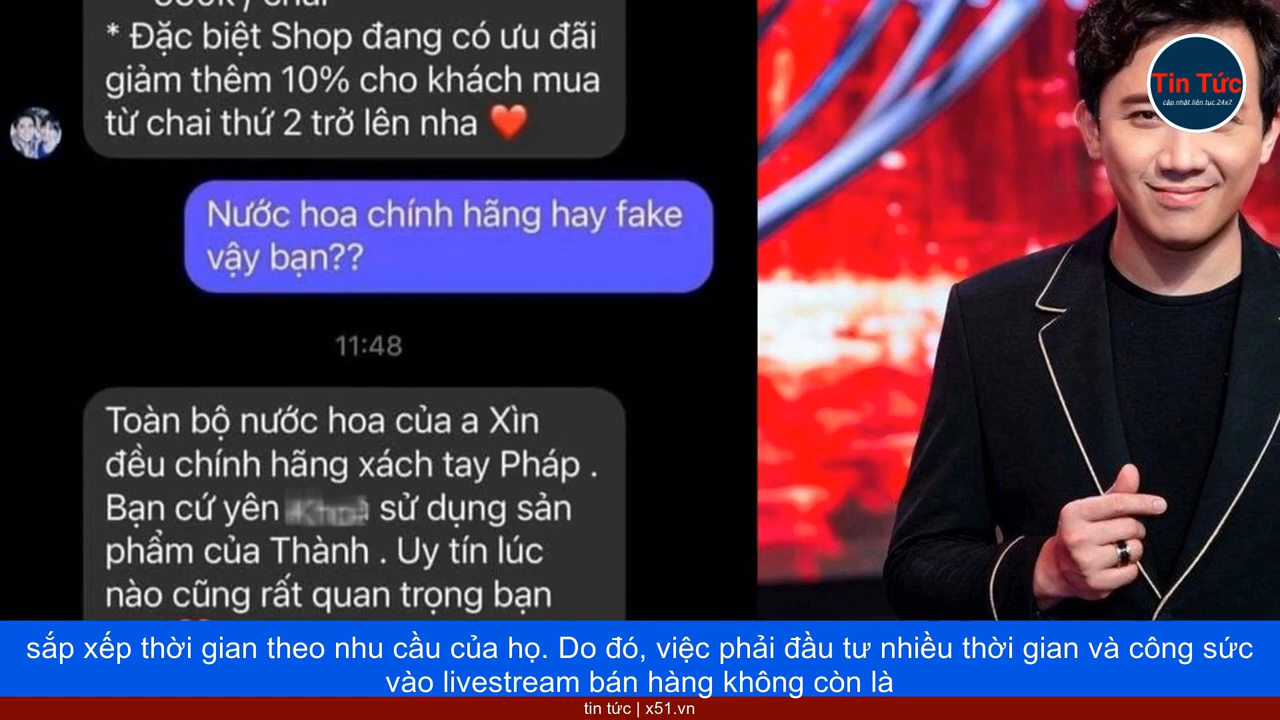 * Đặc biệt Shop đang có ưu đãi
giảm thêm 10% cho khách mua
từ chai thứ 2 trở lên nha ❤️
Nước hoa chính hãng hay fake
vậy bạn??
11:48
Toàn bộ nước hoa của a Xìn
đều chính hãng xách tay Pháp .
Bạn cứ yên sử dụng sản
phẩm của Thành . Uy tín lúc
nào cũng rất quan trọng bạn
Tin Tức
cập nhật liên tục 24x7
sắp xếp thời gian theo nhu cầu của họ. Do đó, việc phải đầu tư nhiều thời gian và công sức
vào livestream bán hàng không còn là
tin tức | x51.vn